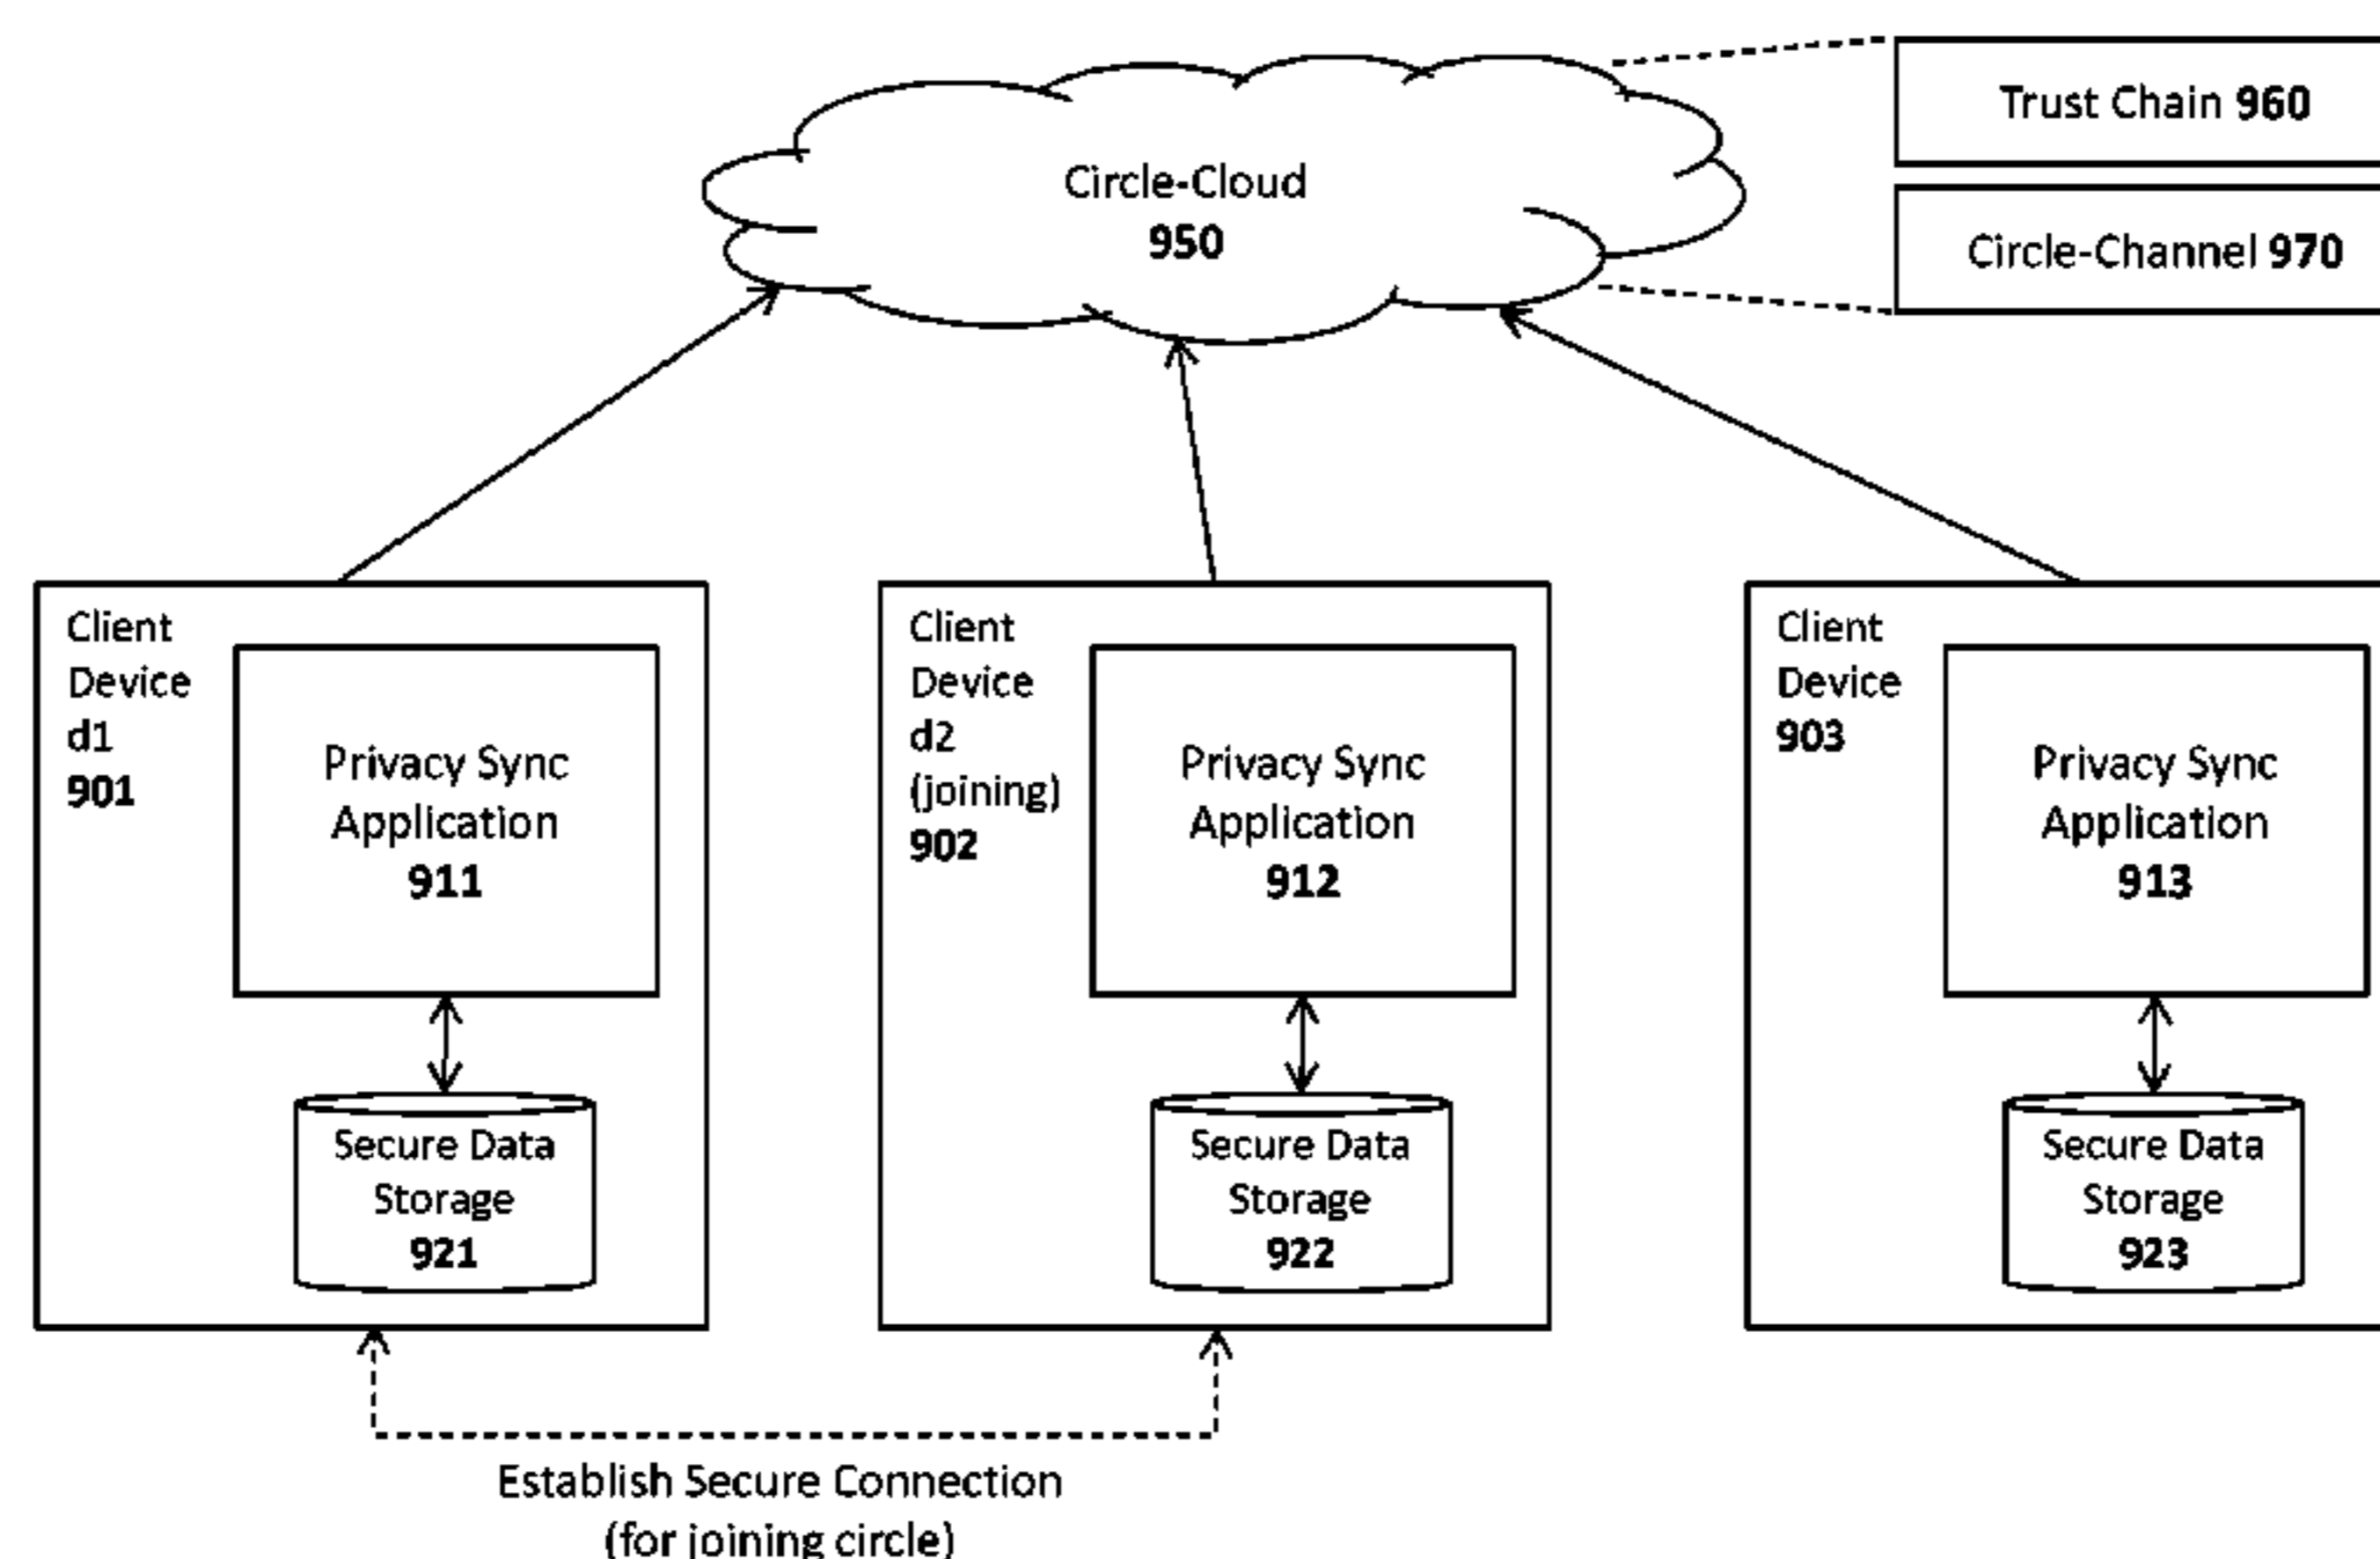 Trust Chain 960
Circle-Cloud
950
Circle-Channel 970
Client
Device
d1
901
Privacy Sync
Application
911
Secure Data
Storage
921
Client
Device
d2
(joining)
902
Privacy Sync
Application
912
Secure Data
Storage
922
Client
Device
903
Privacy Sync
Application
913
Secure Data
Storage
923
Establish Secure Connection
(for joining circle)